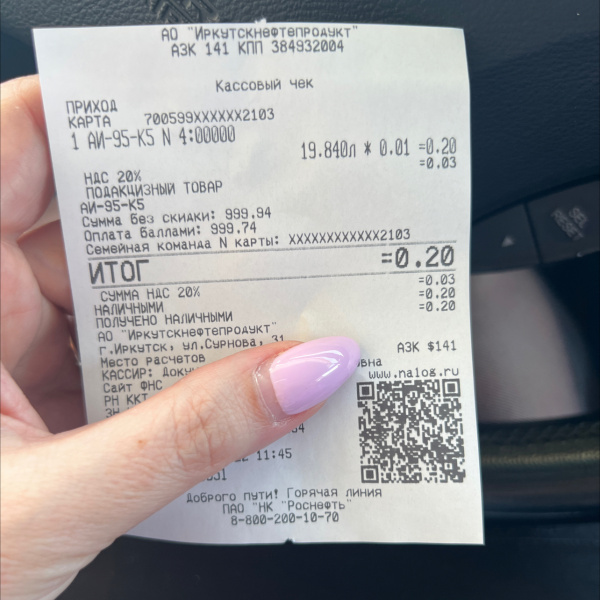 АО "Иркутскнефтепродукт"
АЗК 141 КПП 384932004
Кассовый чек
ПРИХОД
КАРТА 700599XXXXXX2103
1 АИ-95-К5 N 4:00000
19.840л * 0.01 =0.20
=0.03
НДС 20%
ПОДАКЦИЗНЫЙ ТОВАР
АИ-95-К5
Сумма без скидки: 999.94
Оплата баллами: 999.74
Семейная команда N карты: XXXXXXXXXXXX2103
ИТОГ =0.20
СУММА НДС 20% =0.03
НАЛИЧНЫМИ =0.20
ПОЛУЧЕНО НАЛИЧНЫМИ =0.20
АО "Иркутскнефтепродукт"
г.Иркутск, ул.Сурнова, 31
Место расчетов АЗК $141
КАССИР:
Сайт ФНС www.nalog.ru
РН ККТ
11:45
Доброго пути! Горячая линия
ПАО "НК "Роснефть"
8-800-200-10-70